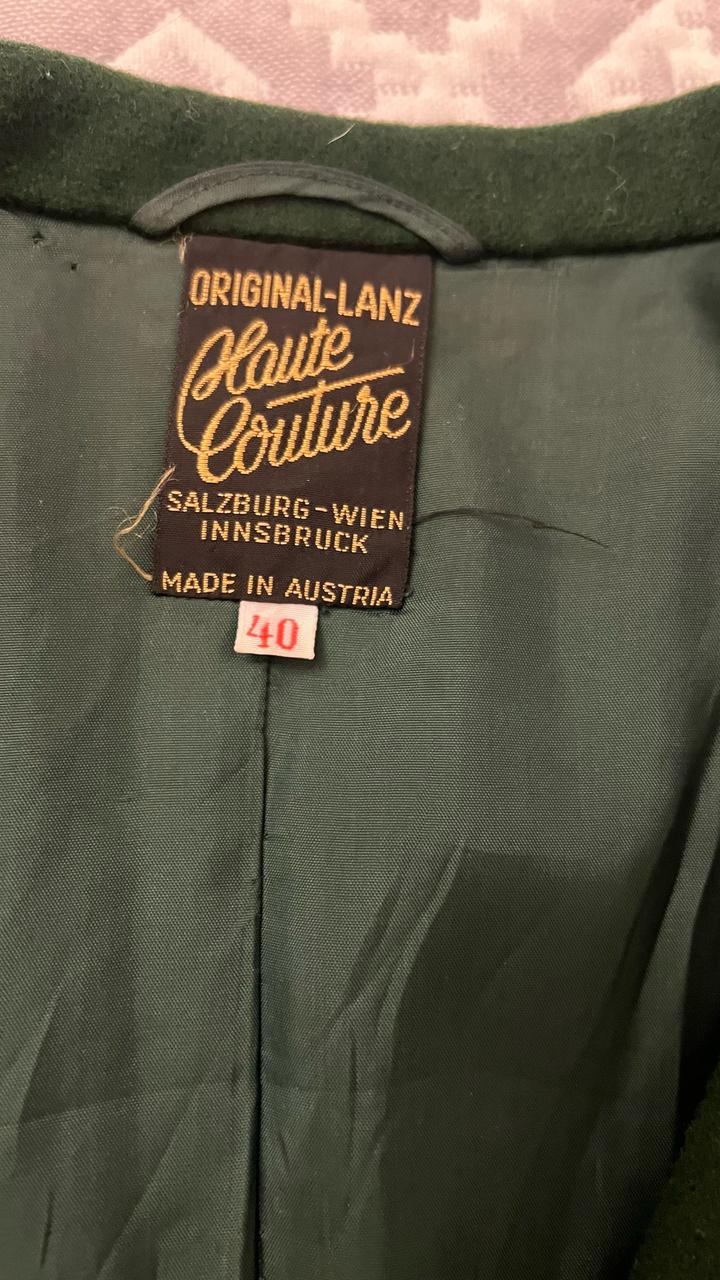 ORIGINAL-LANZ
Haute
Couture
SALZBURG-WIEN
INNSBRUCK
MADE IN AUSTRIA
40